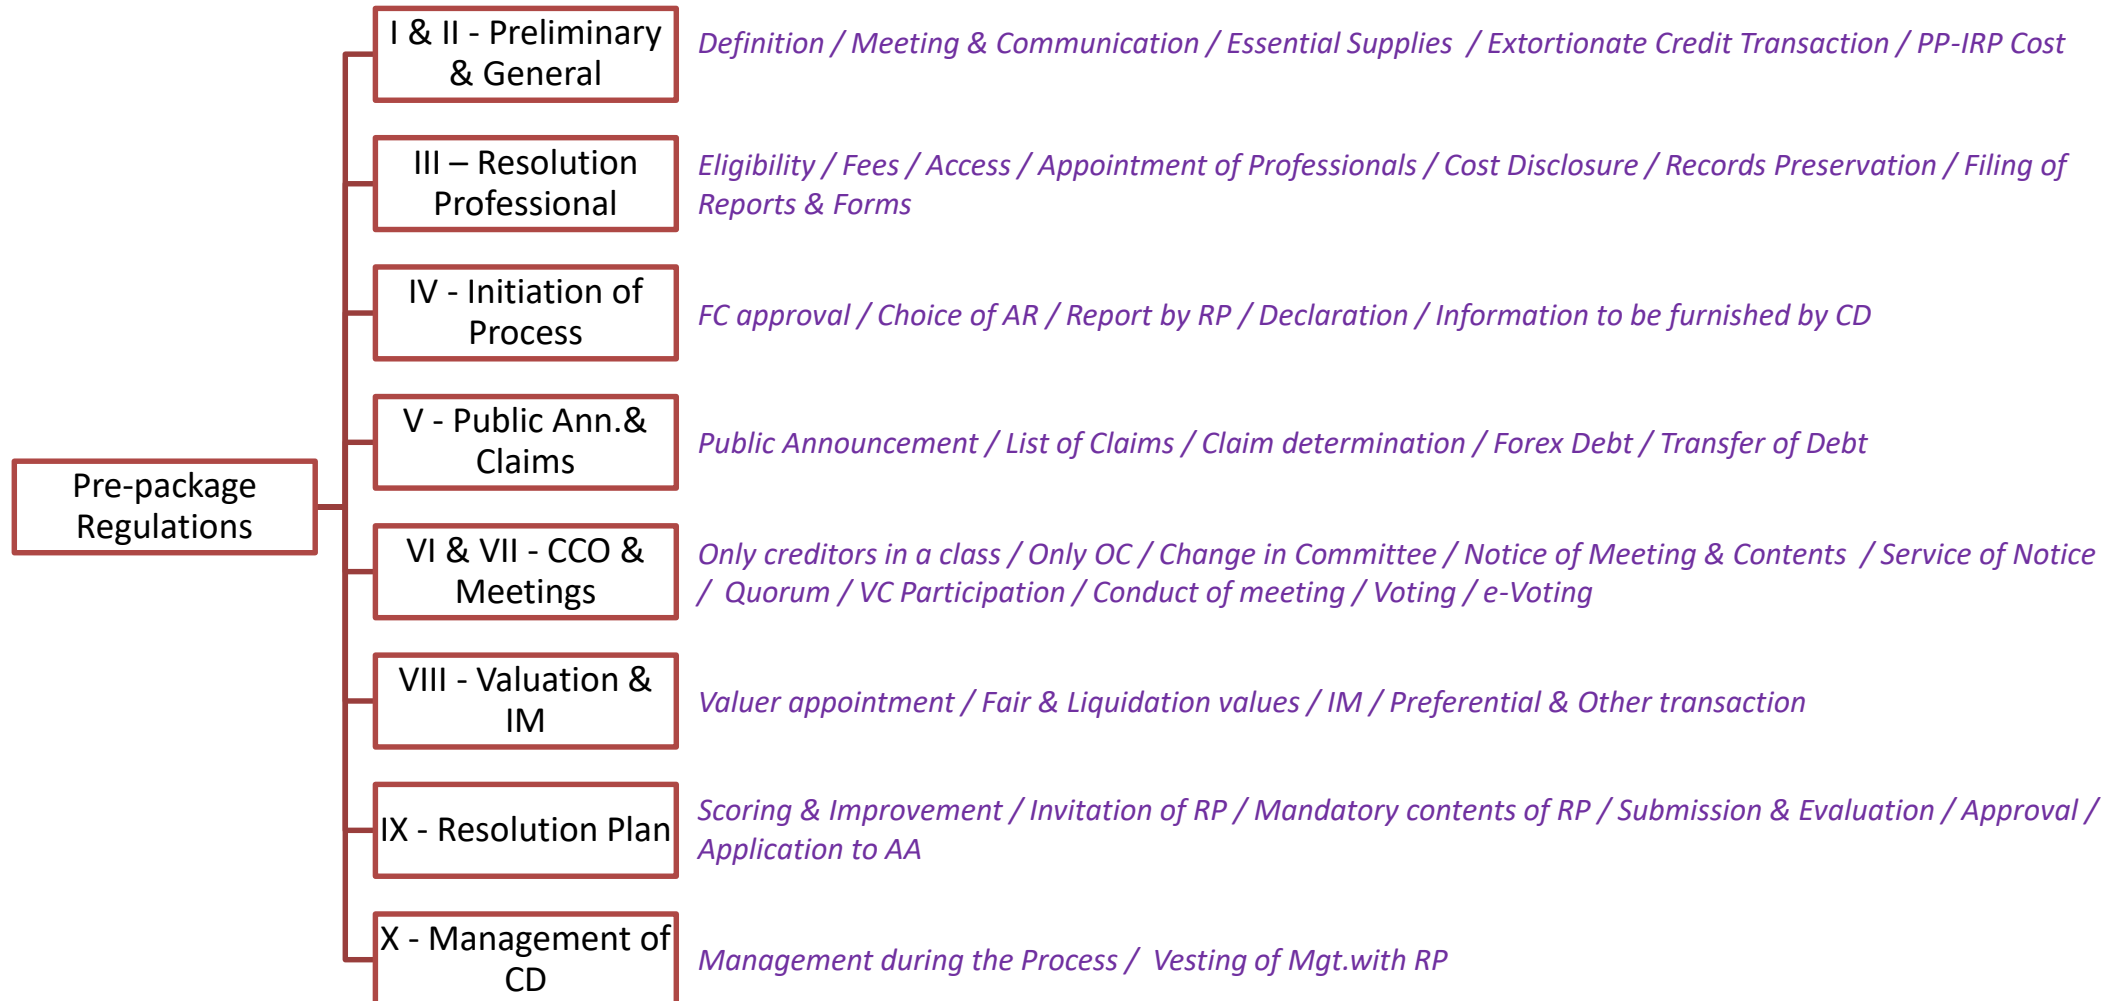 Pre-package
Regulations
I & II - Preliminary
& General
Definition / Meeting & Communication / Essential Supplies / Extortionate Credit Transaction / PP-IRP Cost
III – Resolution
Professional
Eligibility / Fees / Access / Appointment of Professionals / Cost Disclosure / Records Preservation / Filing of
Reports & Forms
IV - Initiation of
Process
FC approval / Choice of AR / Report by RP / Declaration / Information to be furnished by CD
V - Public Ann.&
Claims
Public Announcement / List of Claims / Claim determination / Forex Debt / Transfer of Debt
VI & VII - CCO &
Meetings
Only creditors in a class / Only OC / Change in Committee / Notice of Meeting & Contents / Service of Notice
/ Quorum / VC Participation / Conduct of meeting / Voting / e-Voting
VIII - Valuation &
IM
Valuer appointment / Fair & Liquidation values / IM / Preferential & Other transaction
IX - Resolution Plan
Scoring & Improvement / Invitation of RP / Mandatory contents of RP / Submission & Evaluation / Approval /
Application to AA
X - Management of
CD
Management during the Process / Vesting of Mgt.with RP